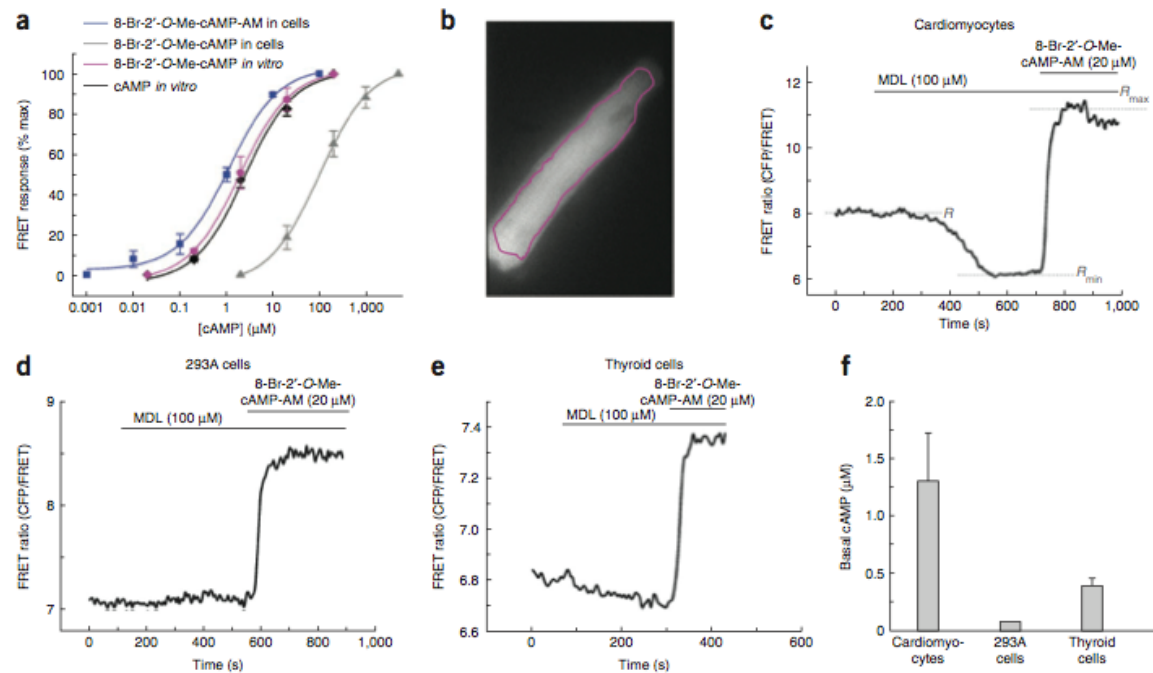 a
8-Br-2′-O-Me-cAMP-AM in cells
8-Br-2′-O-Me-cAMP in cells
8-Br-2′-O-Me-cAMP in vitro
cAMP in vitro
FRET response (% max)
100
80
60
40
20
0
0.001 0.01 0.1 1 10 100 1,000
[cAMP] (μM)
b
c
Cardiomyocytes
8-Br-2′-O-Me-
cAMP-AM (20 μM)
MDL (100 μM)
Rmax
R
Rmin
FRET ratio (CFP/FRET)
12
10
8
6
0 200 400 600 800 1,000
Time (s)
d
293A cells
8-Br-2′-O-Me-
cAMP-AM (20 μM)
MDL (100 μM)
FRET ratio (CFP/FRET)
9
8
7
0 200 400 600 800 1,000
Time (s)
e
Thyroid cells
8-Br-2′-O-Me-
cAMP-AM (20 μM)
MDL (100 μM)
FRET ratio (CFP/FRET)
7.4
7.2
7.0
6.8
6.6
0 200 400 600
Time (s)
f
Basal cAMP (μM)
2.0
1.5
1.0
0.5
0
Cardiomyo-
cytes
293A
cells
Thyroid
cells